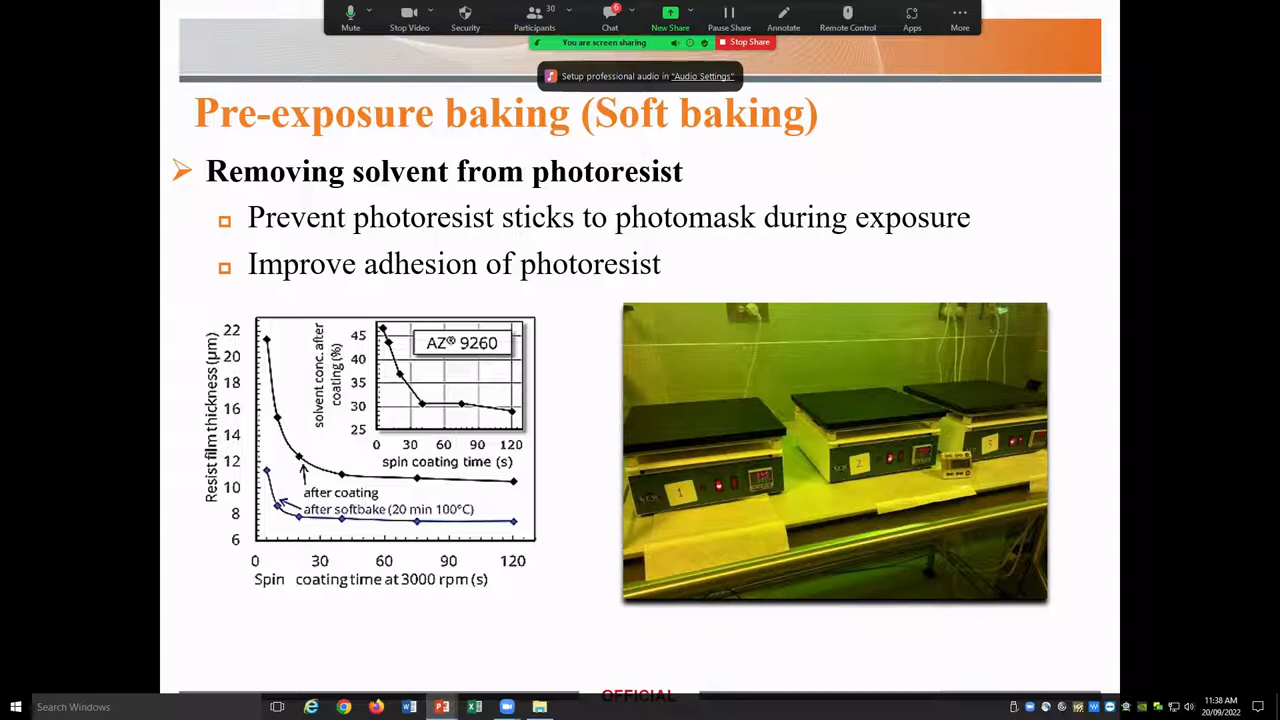 30
6
Mute
Stop Video
Security
Participants
Chat
New Share
Pause Share
Annotate
Remote Control
Apps
More
You are screen sharing
Stop Share
Setup professional audio in "Audio Settings"
Pre-exposure baking (Soft baking)
Removing solvent from photoresist
Prevent photoresist sticks to photomask during exposure
Improve adhesion of photoresist
Resist film thickness (µm)
22
20
18
16
14
12
10
8
6
solvent conc. after
coating (%)
45
40
35
30
25
AZ® 9260
0 30 60 90 120
spin coating time (s)
after coating
after softbake (20 min 100°C)
0 30 60 90 120
Spin coating time at 3000 rpm (s)
1
2
3
OFFICIAL
Search Windows
11:38 AM
20/09/2022